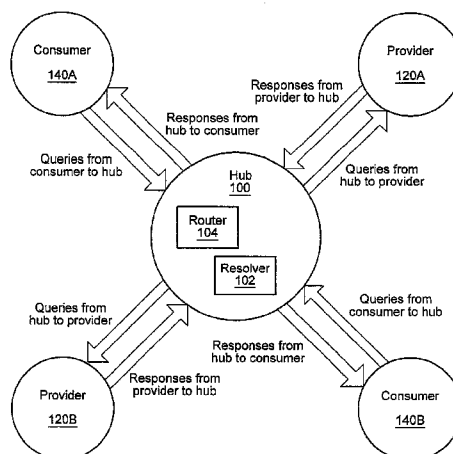 Consumer
140A
Provider
120A
Responses from
provider to hub
Responses from
hub to consumer
Queries from
consumer to hub
Queries from
hub to provider
Hub
100
Router
104
Resolver
102
Queries from
hub to provider
Queries from
consumer to hub
Responses from
hub to consumer
Responses from
provider to hub
Provider
120B
Consumer
140B